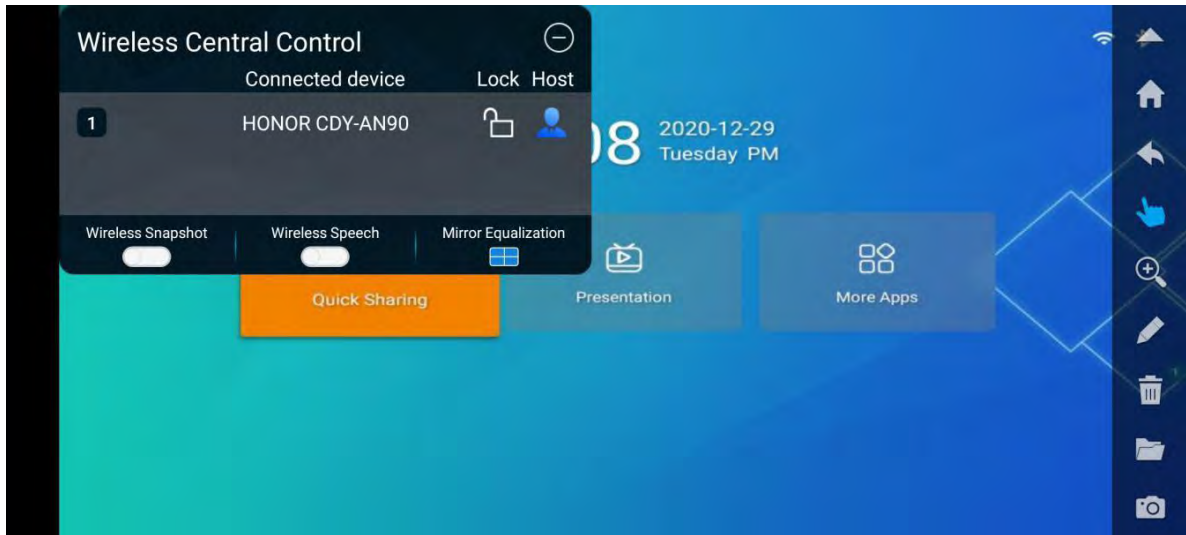 Wireless Central Control
Connected device Lock Host
1 HONOR CDY-AN90
08 2020-12-29
Tuesday PM
Wireless Snapshot Wireless Speech Mirror Equalization
Quick Sharing Presentation More Apps